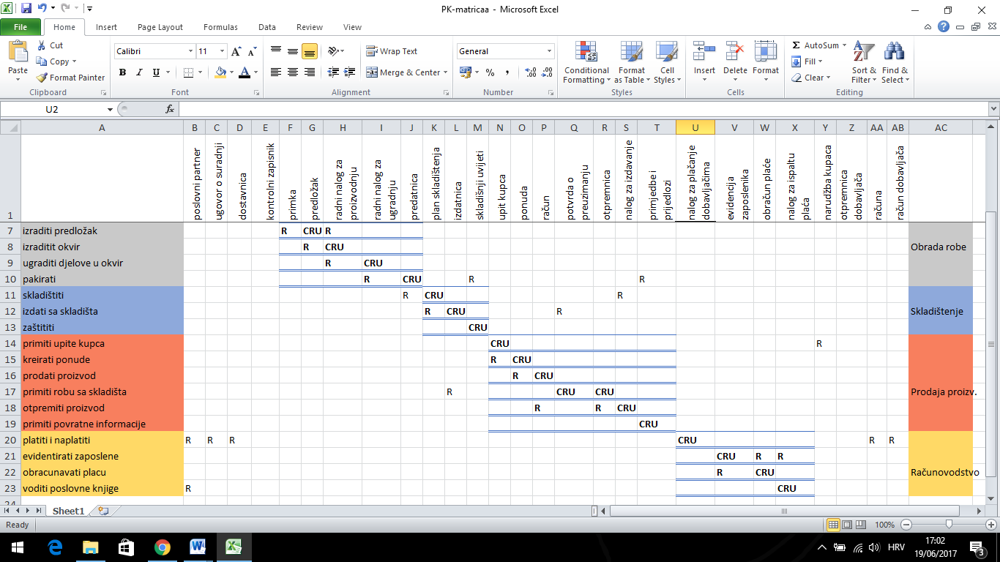 PK-matricaa - Microsoft Excel
File Home Insert Page Layout Formulas Data Review View
Paste
Cut
Copy
Format Painter
Clipboard
Calibri 11
B I U
Font
Wrap Text
Merge & Center
Alignment
General
Number
Conditional Formatting
Format as Table
Cell Styles
Styles
Insert Delete Format
Cells
AutoSum
Fill
Clear
Sort & Filter
Find & Select
Editing
U2 fx
A B C D E F G H I J K L M N O P Q R S T U V W X Y Z AA AB AC
1
poslovni partner
ugovor o suradnji
dostavnica
kontrolni zapisnik
primka
predložak
radni nalog za proizvodnju
radni nalog za ugradnju
predatnica
plan skladištenja
izdatnica
skladišnji uvijeti
upit kupca
ponuda
račun
potvrda o preuzimanju
otpremnica
nalog za izdavanje
primjedbe i prijedlozi
nalog za plačanje dobavljačima
evidencija zaposlenika
obračun plaće
nalog za ispaltu plaća
narudžba kupaca
otpremnica dobavljača
računa
račun dobavljača
7 izraditi predložak R CRU R
8 izraditit okvir R CRU Obrada robe
9 ugraditi djelove u okvir R CRU
10 pakirati R CRU R R
11 skladištiti R CRU R
12 izdati sa skladišta R CRU R Skladištenje
13 zaštititi CRU
14 primiti upite kupca CRU R
15 kreirati ponude R CRU
16 prodati proizvod R CRU
17 primiti robu sa skladišta R CRU CRU Prodaja proizv.
18 otpremiti proizvod R R CRU
19 primiti povratne informacije CRU
20 platiti i naplatiti R R R CRU R R
21 evidentirati zaposlene CRU R R
22 obracunavati placu R CRU Računovodstvo
23 voditi poslovne knjige R CRU
24
Sheet1
Ready 100%
HRV
17:02
19/06/2017
3